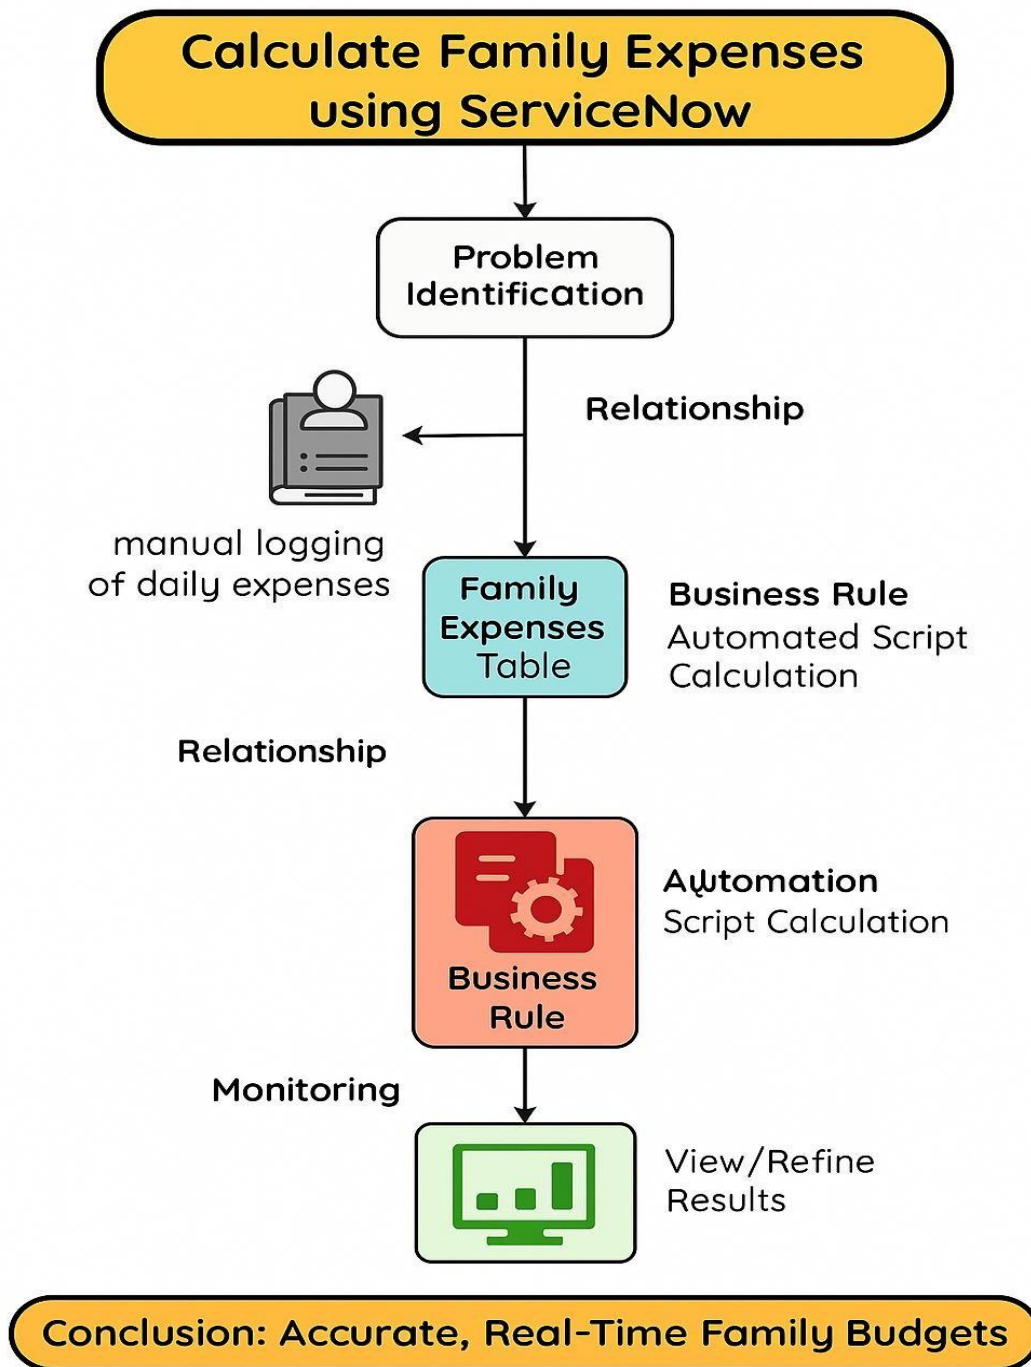 Calculate Family Expenses
using ServiceNow
Problem
Identification
Relationship
manual logging
of daily expenses
Family
Expenses
Table
Business Rule
Automated Script
Calculation
Relationship
Automation
Script Calculation
Business
Rule
Monitoring
View/Refine
Results
Conclusion: Accurate, Real-Time Family Budgets